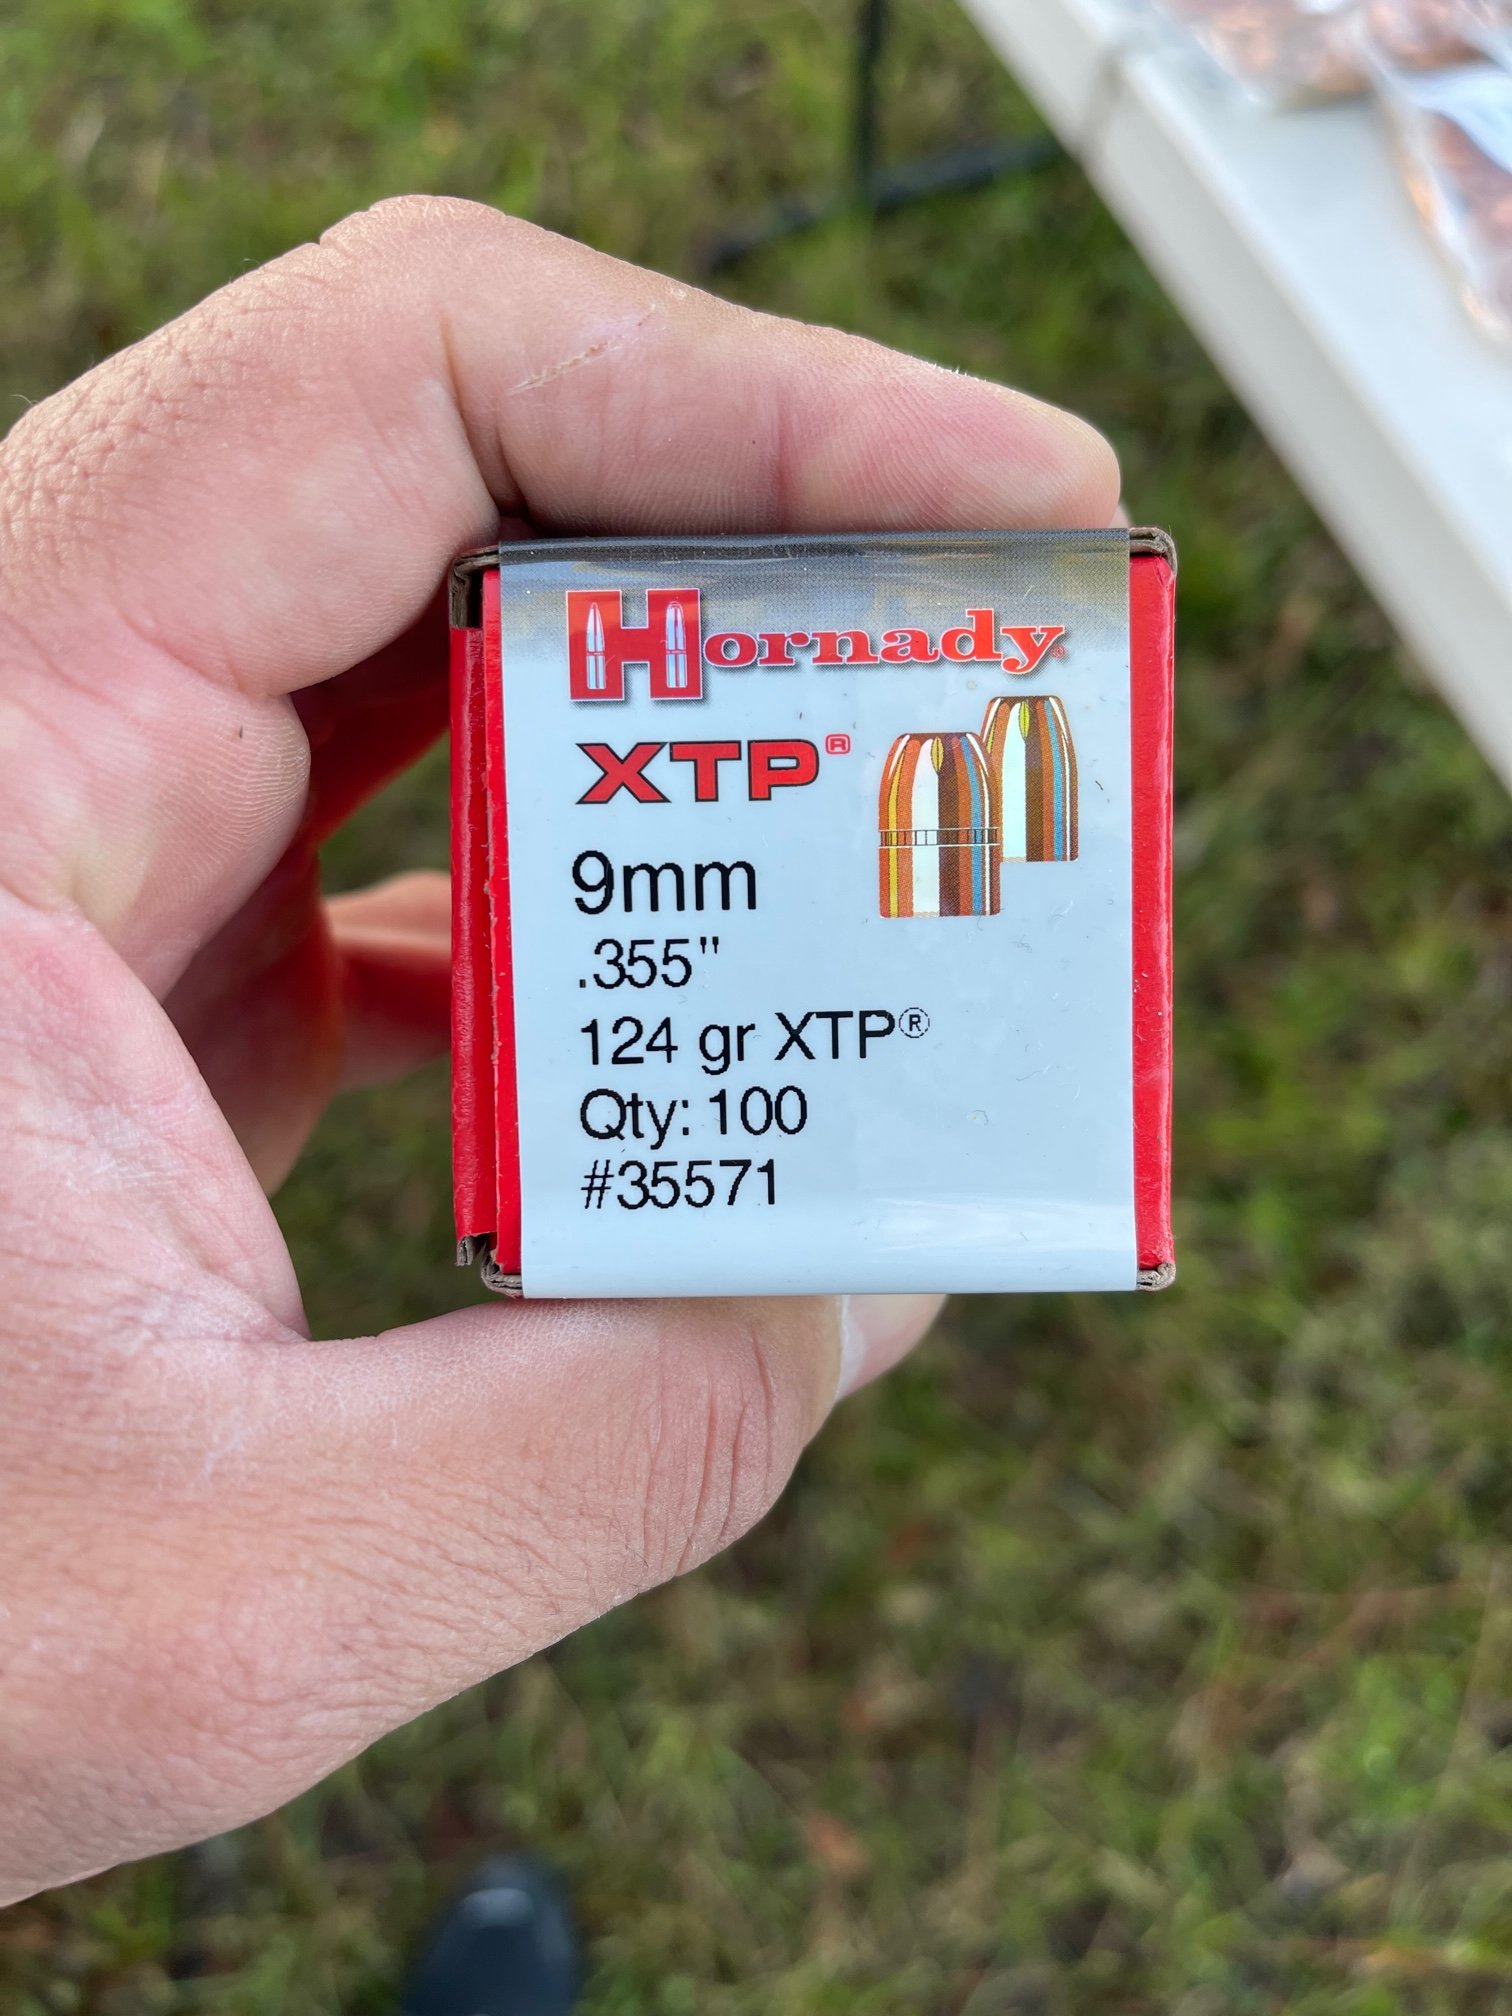 Hornady®
XTP®
9mm
.355"
124 gr XTP®
Qty: 100
#35571